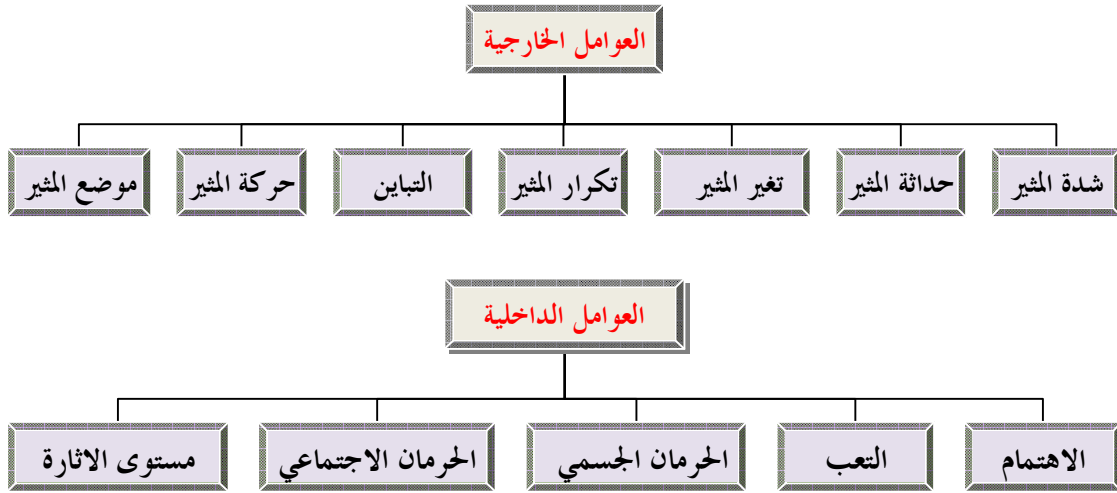 العوامل الخارجية
شدة المثير
حداثة المثير
تغير المثير
تكرار المثير
التباين
حركة المثير
موضع المثير
العوامل الداخلية
الاهتمام
التعب
الحرمان الجسمي
الحرمان الاجتماعي
مستوى الاثارة